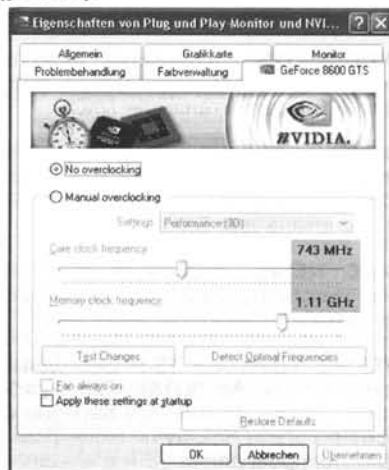 Eigenschaften von Plug und Play-Monitor und NVI...
Allgemein Grafikkarte Monitor
Problembehandlung Farbverwaltung GeForce 8600 GTS
NVIDIA.
No overclocking
Manual overclocking
Settings Performance (3D)
Core clock frequency 743 MHz
Memory clock frequency 1.11 GHz
Test Changes Detect Optimal Frequencies
Fan always on
Apply these settings at startup
Restore Defaults
OK Abbrechen Übernehmen